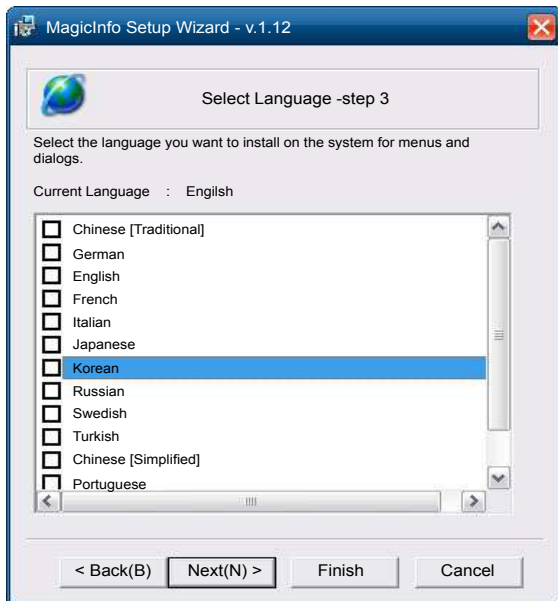 MagicInfo Setup Wizard - v.1.12
Select Language -step 3
Select the language you want to install on the system for menus and
dialogs.
Current Language : Engilsh
Chinese [Traditional]
German
English
French
Italian
Japanese
Korean
Russian
Swedish
Turkish
Chinese [Simplified]
Portuguese
< Back(B) Next(N) > Finish Cancel